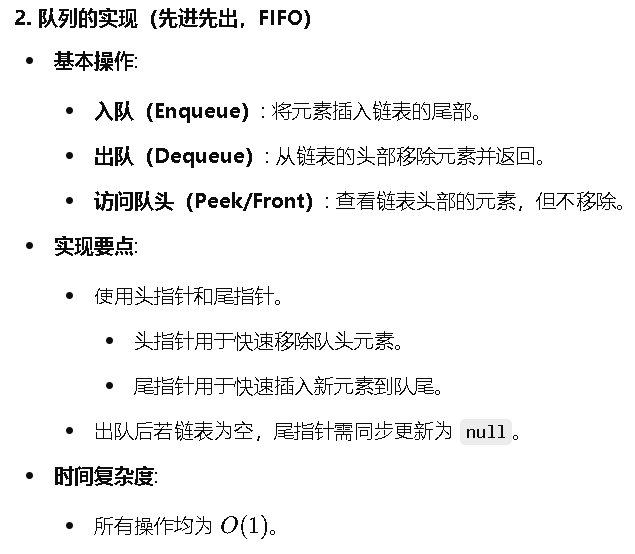 2. 队列的实现（先进先出，FIFO）
• 基本操作:
• 入队（Enqueue）: 将元素插入链表的尾部。
• 出队（Dequeue）: 从链表的头部移除元素并返回。
• 访问队头（Peek/Front）: 查看链表头部的元素，但不移除。
• 实现要点:
• 使用头指针和尾指针。
• 头指针用于快速移除队头元素。
• 尾指针用于快速插入新元素到队尾。
• 出队后若链表为空，尾指针需同步更新为 null。
• 时间复杂度:
• 所有操作均为 O(1)。